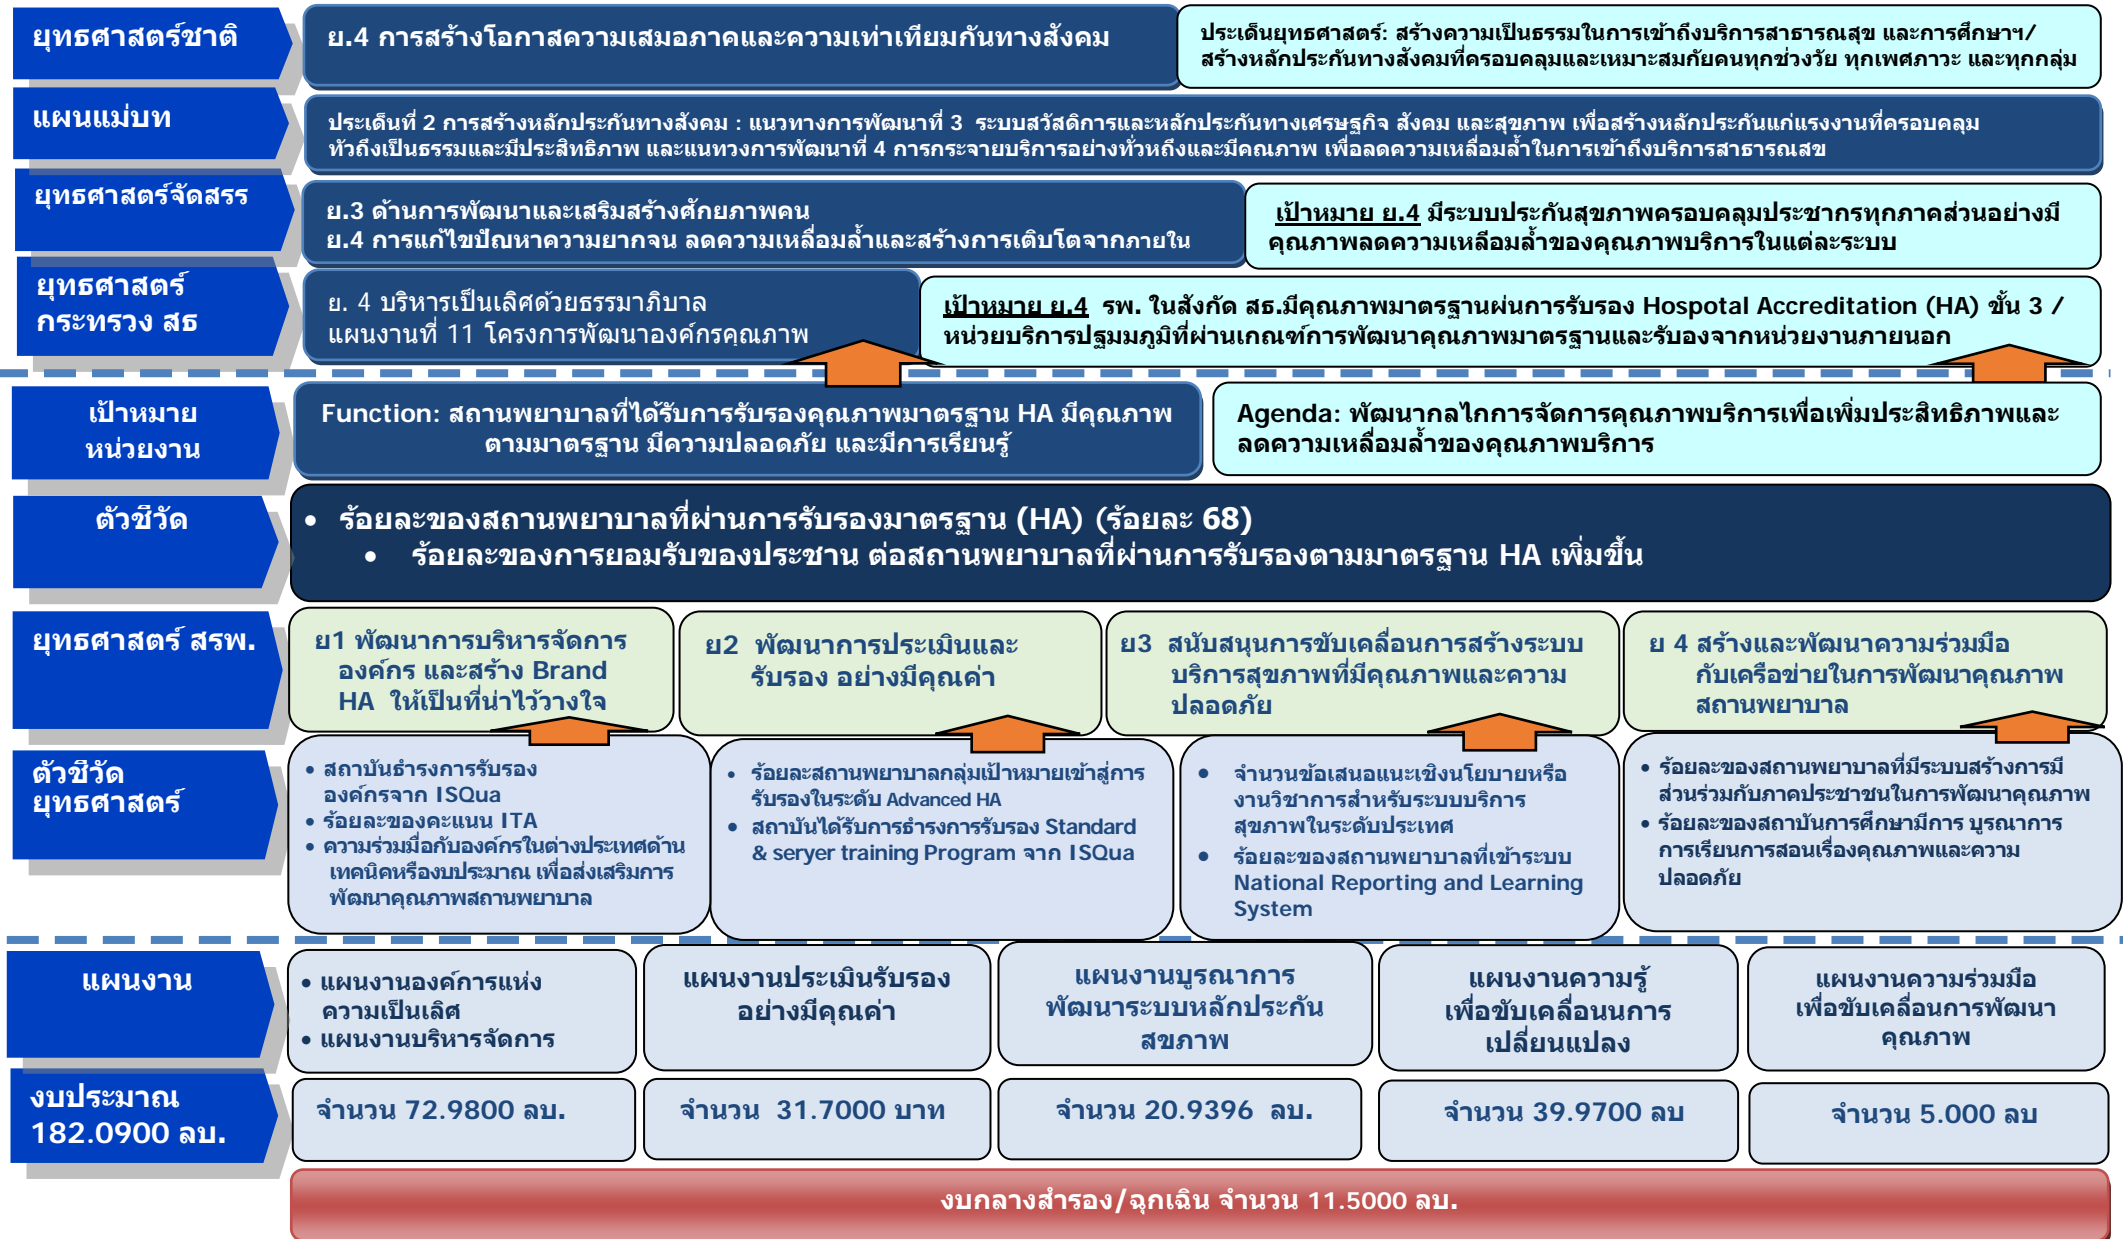 ยุทธศาสตร์ชาติ
ย.4 การสร้างโอกาสความเสมอภาคและความเท่าเทียมกันทางสังคม
ประเด็นยุทธศาสตร์: สร้างความเป็นธรรมในการเข้าถึงบริการสาธารณสุข และการศึกษาฯ/
สร้างหลักประกันทางสังคมที่ครอบคลุมและเหมาะสมกัยคนทุกช่วงวัย ทุกเพศภาวะ และทุกกลุ่ม
แผนแม่บท
ประเด็นที่ 2 การสร้างหลักประกันทางสังคม : แนวทางการพัฒนาที่ 3 ระบบสวัสดิการและหลักประกันทางเศรษฐกิจ สังคม และสุขภาพ เพื่อสร้างหลักประกันแก่แรงงานที่ครอบคลุม
ทัวถึงเป็นธรรมและมีประสิทธิภาพ และแนทวงการพัฒนาที่ 4 การกระจายบริการอย่างทั่วหถึงและมีคณภาพ เพื่อลดความเหลื่อมล้ำในการเข้าถึงบริการสาธารณสข
ยุทธศาสตร์จัดสรร
ย.3 ด้านการพัฒนาและเสริมสร้างศักยภาพคน
ย.4 การแก้ไขปัญหาความยากจน ลดความเหลื่อมล้ำและสร้างการเติบโตจากภายใน
เป้าหมาย ย.4 มีระบบประกันสุขภาพครอบคลุมประชากรทุกภาคส่วนอย่างมี
คุณภาพลดความเหลือมล้ำของคุณภาพบริการในแต่ละระบบ
ยุทธศาสตร์
กระทรวง สธ
ย. 4 บริหารเป็นเลิศด้วยธรรมาภิบาล
แผนงานที่ 11 โครงการพัฒนาองค์กรคุณภาพ
เป้าหมาย ย.4 รพ. ในสังกัด สธ.มีคุณภาพมาตรฐานผ่นการรับรอง Hospotal Accreditation (HA) ขั้น 3 /
หน่วยบริการปฐมมภูมิที่ผ่านเกณฑ์การพัฒนาคุณภาพมาตรฐานและรับองจากหน่วยงานภายนอก
เป้าหมาย
หน่วยงาน
Function: สถานพยาบาลที่ได้รับการรับรองคุณภาพมาตรฐาน HA มีคุณภาพ
ตามมาตรฐาน มีความปลอดภัย และมีการเรียนรู้
Agenda: พัฒนากลไกการจัดการคุณภาพบริการเพื่อเพิ่มประสิทธิภาพและ
ลดความเหลื่อมล้ำของคุณภาพบริการ
ตัวชีวัด
• ร้อยละของสถานพยาบาลที่ผ่านการรับรองมาตรฐาน (HA) (ร้อยละ 68)
• ร้อยละของการยอมรับของประชาน ต่อสถานพยาบาลที่ผ่านการรับรองตามมาตรฐาน HA เพิ่มขึ้น
ยุทธศาสตร์ สรพ.
ย1 พัฒนาการบริหารจัดการ
องค์กร และสร้าง Brand
HA ให้เป็นที่น่าไว้วางใจ
ย2 พัฒนาการประเมินและ
รับรอง อย่างมีคุณค่า
ย3 สนับสนุนการขับเคลื่อนการสร้างระบบ
บริการสุขภาพที่มีคุณภาพและความ
ปลอดภัย
ย 4 สร้างและพัฒนาความร่วมมือ
กับเครือข่ายในการพัฒนาคุณภาพ
สถานพยาบาล
ตัวชีวัด
ยุทธศาสตร์
• สถาบันธำรงการรับรอง
องค์กรจาก ISQua
• ร้อยละของคะแนน ITA
• ความร่วมมือกับองค์กรในต่างประเทศด้าน
เทคนิคหรืองบประมาณ เพื่อส่งเสริมการ
พัฒนาคุณภาพสถานพยาบาล
• ร้อยละสถานพยาบาลกลุ่มเป้าหมายเข้าสู่การ
รับรองในระดับ Advanced HA
• สถาบันได้รับการธำรงการรับรอง Standard
& seryer training Program จาก ISQua
• จำนวนข้อเสนอแนะเชิงนโยบายหรือ
งานวิชาการสำหรับระบบบริการ
สุขภาพในระดับประเทศ
• ร้อยละของสถานพยาบาลที่เข้าระบบ
National Reporting and Learning
System
• ร้อยละของสถานพยาบาลที่มีระบบสร้างการมี
ส่วนร่วมกับภาคประชาชนในการพัฒนาคุณภาพ
• ร้อยละของสถาบันการศึกษามีการ บูรณาการ
การเรียนการสอนเรื่องคุณภาพและความ
ปลอดภัย
แผนงาน
• แผนงานองค์การแห่ง
ความเป็นเลิศ
• แผนงานบริหารจัดการ
แผนงานประเมินรับรอง
อย่างมีคุณค่า
แผนงานบูรณาการ
พัฒนาระบบหลักประกัน
สขภาพ
แผนงานความรู้
เพื่อขับเคลื่อนนการ
เปลี่ยนแปลง
แผนงานความร่วมมือ
เพื่อขับเคลื่อนการพัฒนา
คุณภาพ
งบประมาณ
182.0900 ลบ.
จำนวน 72.9800 ลบ.
จำนวน 31.7000 บาท
จำนวน 20.9396 ลบ.
จำนวน 39.9700 ลบ
จำนวน 5.000 ลบ
งบกลางสำรอง/ฉุกเฉิน จำนวน 11.5000 ลบ.